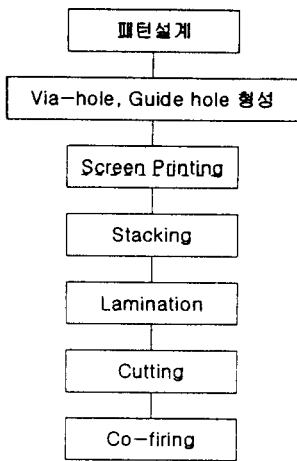 패턴설계
Via-hole, Guide hole 형성
Screen Printing
Stacking
Lamination
Cutting
Co-firing